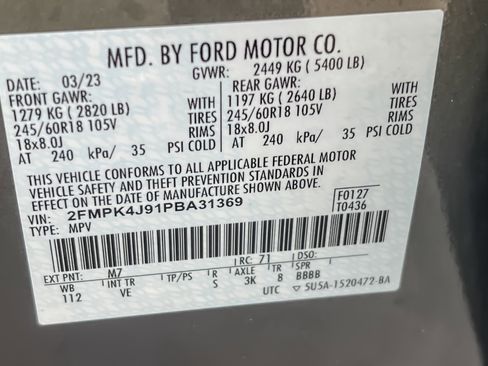 MFD. BY FORD MOTOR CO.
DATE: 03/23 GVWR: 2449 KG ( 5400 LB)
FRONT GAWR: REAR GAWR:
1279 KG ( 2820 LB) WITH 1197 KG ( 2640 LB) WITH
245/60R18 105V TIRES 245/60R18 105V TIRES
18x8.0J RIMS 18x8.0J RIMS
AT 240 kPa/ 35 PSI COLD AT 240 kPa/ 35 PSI COLD
THIS VEHICLE CONFORMS TO ALL APPLICABLE FEDERAL MOTOR
VEHICLE SAFETY AND THEFT PREVENTION STANDARDS IN
EFFECT ON THE DATE OF MANUFACTURE SHOWN ABOVE.
VIN: 2FMPK4J91PBA31369 F0127
TYPE: MPV T0436
M7 RC: 71 DSO:
WB INT TR TP/PS R AXLE TR SPR
112 VE S 3K 8 BBBB
UTC ▽ 5U5A-1520472-BA